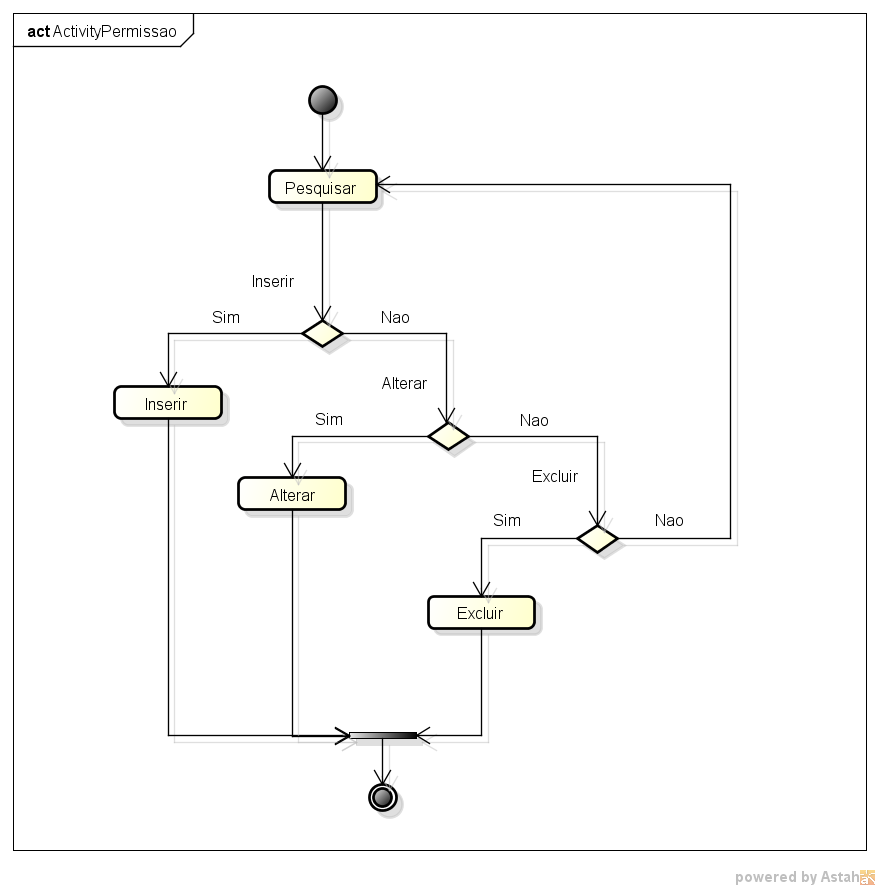 act ActivityPermissao
Pesquisar
Inserir
Sim
Nao
Alterar
Inserir
Sim
Nao
Excluir
Alterar
Sim
Nao
Excluir
powered by Astah